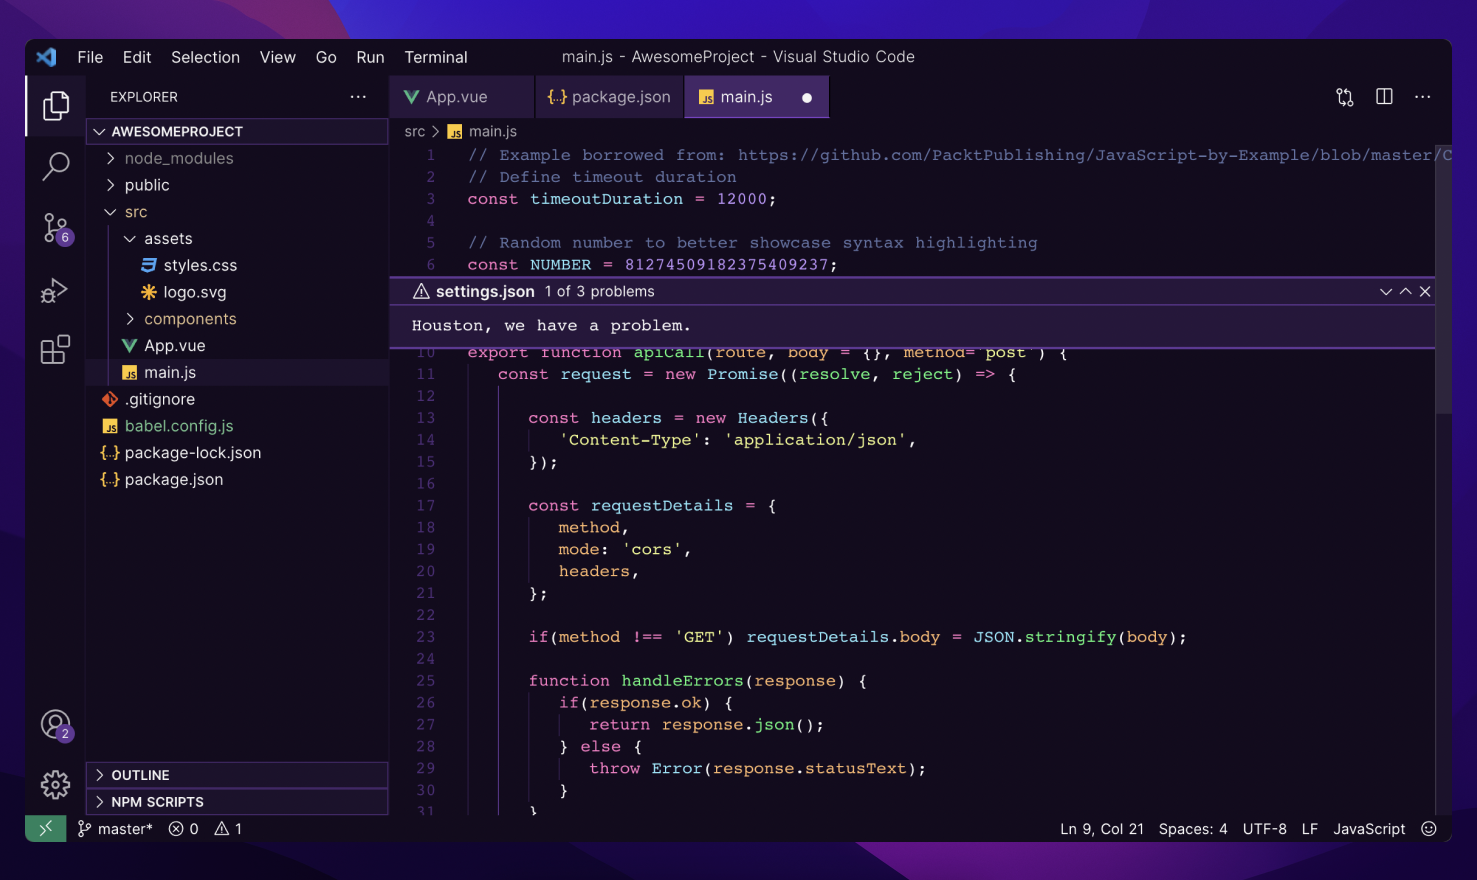 File Edit Selection View Go Run Terminal
main.js - AwesomeProject - Visual Studio Code
EXPLORER
AWESOMEPROJECT
node_modules
public
src
assets
styles.css
logo.svg
components
App.vue
main.js
.gitignore
babel.config.js
package-lock.json
package.json
OUTLINE
NPM SCRIPTS
6
2
App.vue
{..} package.json
JS main.js
src > JS main.js
1 // Example borrowed from: https://github.com/PacktPublishing/JavaScript-by-Example/blob/master/C
2 // Define timeout duration
3 const timeoutDuration = 12000;
4
5 // Random number to better showcase syntax highlighting
6 const NUMBER = 81274509182375409237;
settings.json 1 of 3 problems
Houston, we have a problem.
10 export function apiCall(route, body = {}, method='post') {
11 const request = new Promise((resolve, reject) => {
12
13 const headers = new Headers({
14 'Content-Type': 'application/json',
15 });
16
17 const requestDetails = {
18 method,
19 mode: 'cors',
20 headers,
21 };
22
23 if(method !== 'GET') requestDetails.body = JSON.stringify(body);
24
25 function handleErrors(response) {
26 if(response.ok) {
27 return response.json();
28 } else {
29 throw Error(response.statusText);
30 }
31 }
master* 0 1
Ln 9, Col 21 Spaces: 4 UTF-8 LF JavaScript